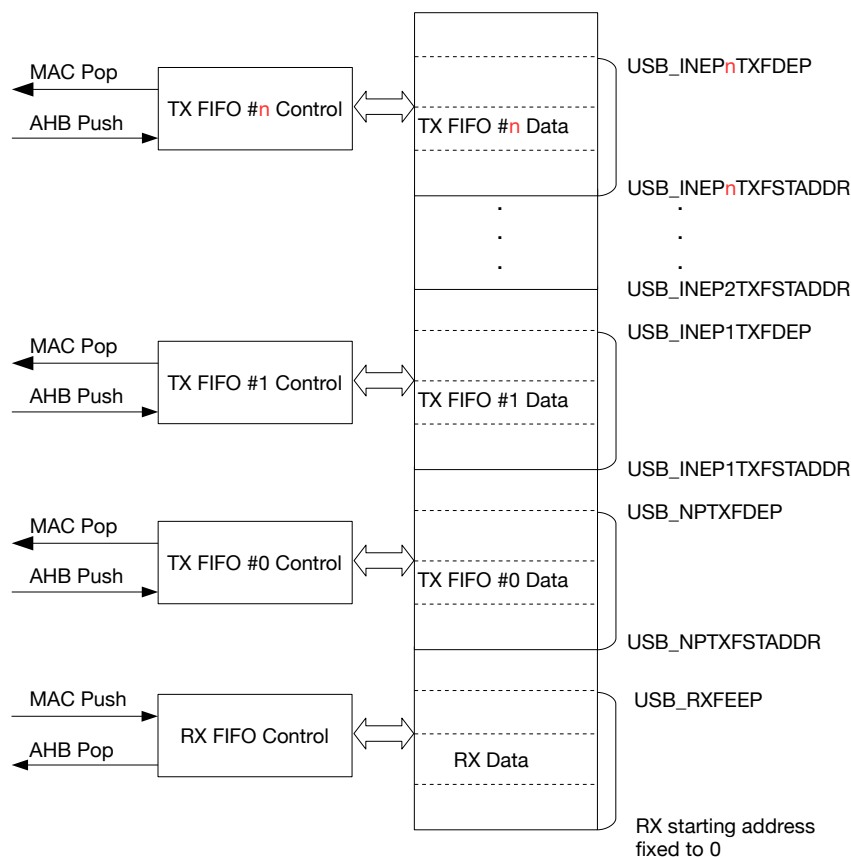 USB_INEPnTXFDEP
MAC Pop
TX FIFO #n Control
AHB Push
TX FIFO #n Data
USB_INEPnTXFSTADDR
. .
. .
. .
USB_INEP2TXFSTADDR
USB_INEP1TXFDEP
MAC Pop
TX FIFO #1 Control
AHB Push
TX FIFO #1 Data
USB_INEP1TXFSTADDR
USB_NPTXFDEP
MAC Pop
TX FIFO #0 Control
AHB Push
TX FIFO #0 Data
USB_NPTXFSTADDR
MAC Push
USB_RXFEEP
RX FIFO Control
AHB Pop
RX Data
RX starting address
fixed to 0